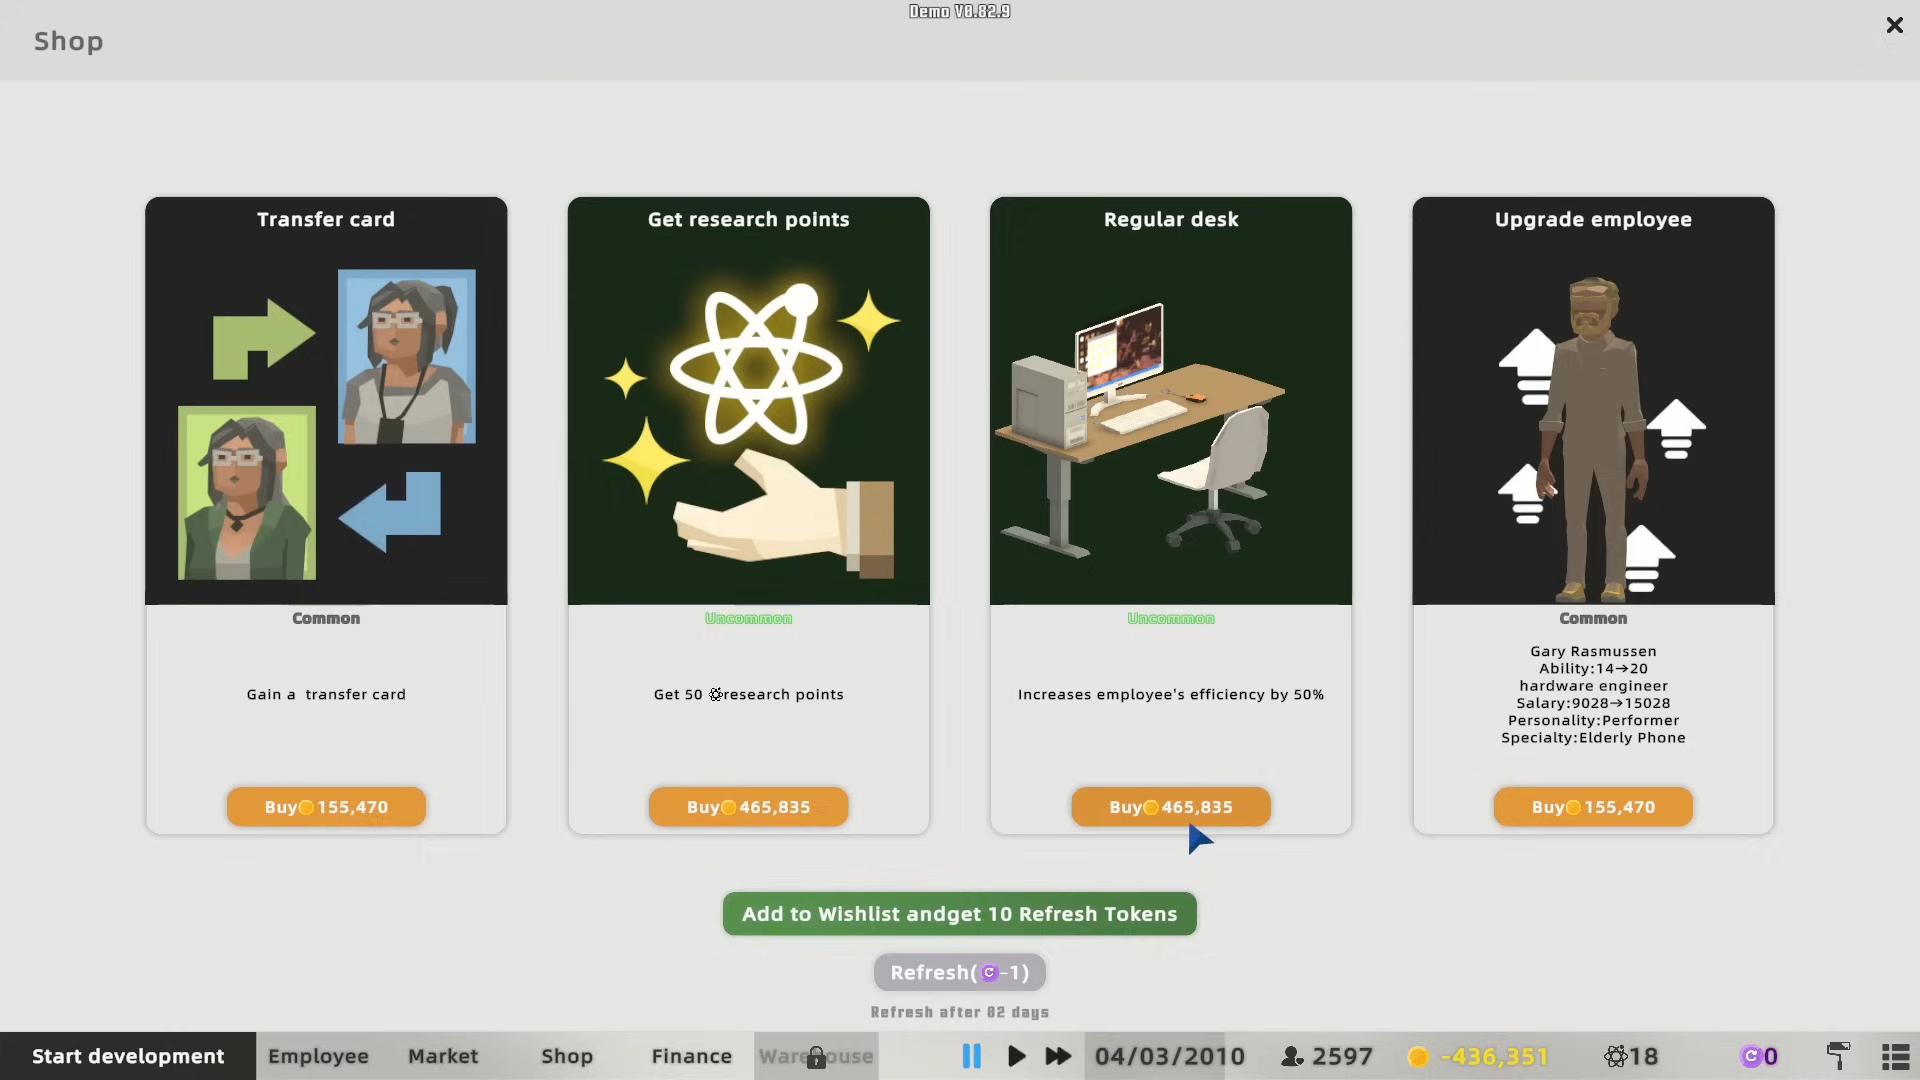 Demo V0.82.9
Shop
Transfer card
Common
Gain a transfer card
Buy 155,470
Get research points
Uncommon
Get 50 research points
Buy 465,835
Regular desk
Uncommon
Increases employee's efficiency by 50%
Buy 465,835
Upgrade employee
Common
Gary Rasmussen
Ability:14→20
hardware engineer
Salary:9028→15028
Personality:Performer
Specialty:Elderly Phone
Buy 155,470
Add to Wishlist andget 10 Refresh Tokens
Refresh( -1)
Refresh after 82 days
Start development
Employee
Market
Shop
Finance
Warehouse
04/03/2010
2597
-436,351
18
0